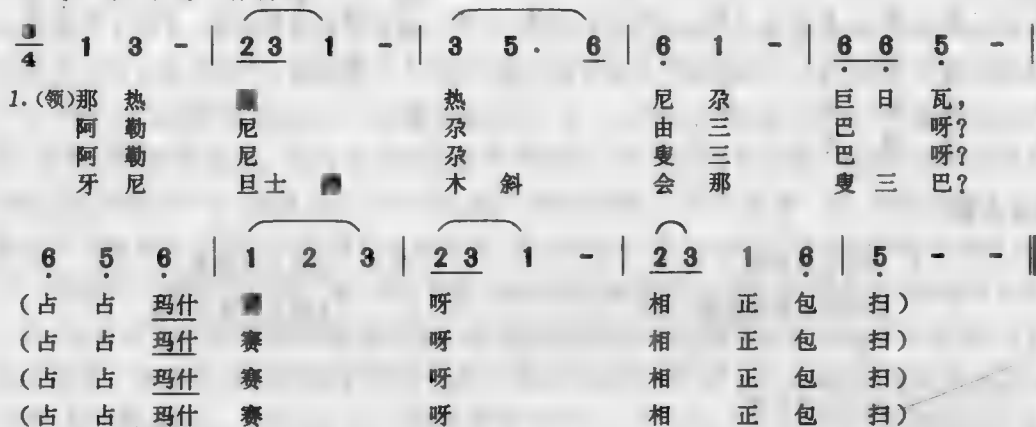 4 1 3 - | 2 3 1 - | 3 5 · 6 | 6 1 - | 6 6 5 - ‖
1.(领)那 热 热 尼 尕 巨 日 瓦,
阿 勒 尼 尕 由 三 巴 呀?
阿 勒 尼 尕 叟 三 巴 呀?
牙 尼 旦 士 木 斜 会 那 叟 三 巴?
6 5 6 | 1 2 3 | 2 3 1 - | 2 3 1 6 | 5 - - ‖
(占 占 玛什 呀 相 正 包 扫)
(占 占 玛什 赛 呀 相 正 包 扫)
(占 占 玛什 赛 呀 相 正 包 扫)
(占 占 玛什 赛 呀 相 正 包 扫)